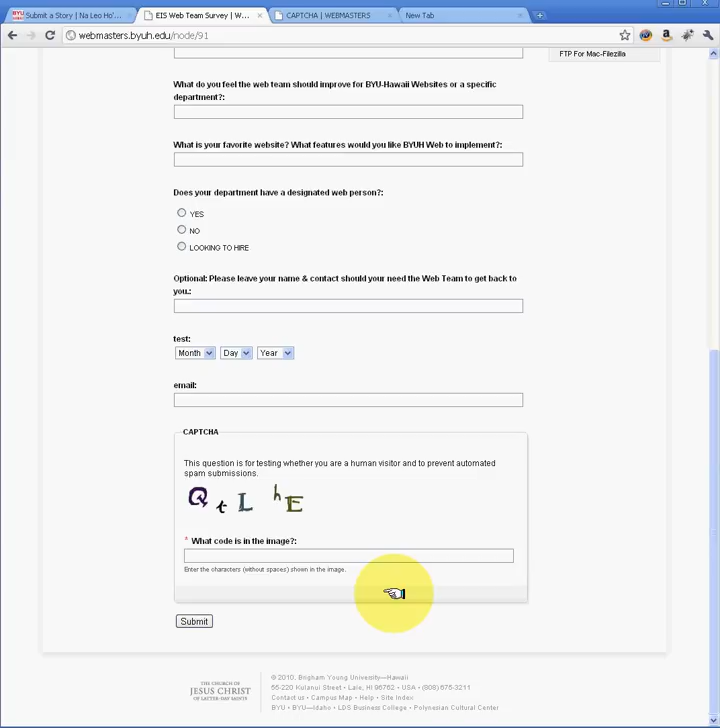 Submit a Story | Na Leo Ho'...
EIS Web Team Survey | W...
CAPTCHA | WEBMASTERS
New Tab
webmasters.byuh.edu/node/91
FTP For Mac-Filezilla
What do you feel the web team should improve for BYU-Hawaii Websites or a specific
department?:
What is your favorite website? What features would you like BYUH Web to implement?:
Does your department have a designated web person?:
YES
NO
LOOKING TO HIRE
Optional: Please leave your name & contact should your need the Web Team to get back to
you.:
test:
Month Day Year
email:
CAPTCHA
This question is for testing whether you are a human visitor and to prevent automated
spam submissions.
Q t L h E
* What code is in the image?:
Enter the characters (without spaces) shown in the image.
Submit
THE CHURCH OF
JESUS CHRIST
OF LATTER-DAY SAINTS
© 2010. Brigham Young University—Hawaii
55-220 Kulanui Street • Laie, HI 96762 • USA • (808) 675-3211
Contact us • Campus Map • Help • Site Index
BYU • BYU—Idaho • LDS Business College • Polynesian Cultural Center